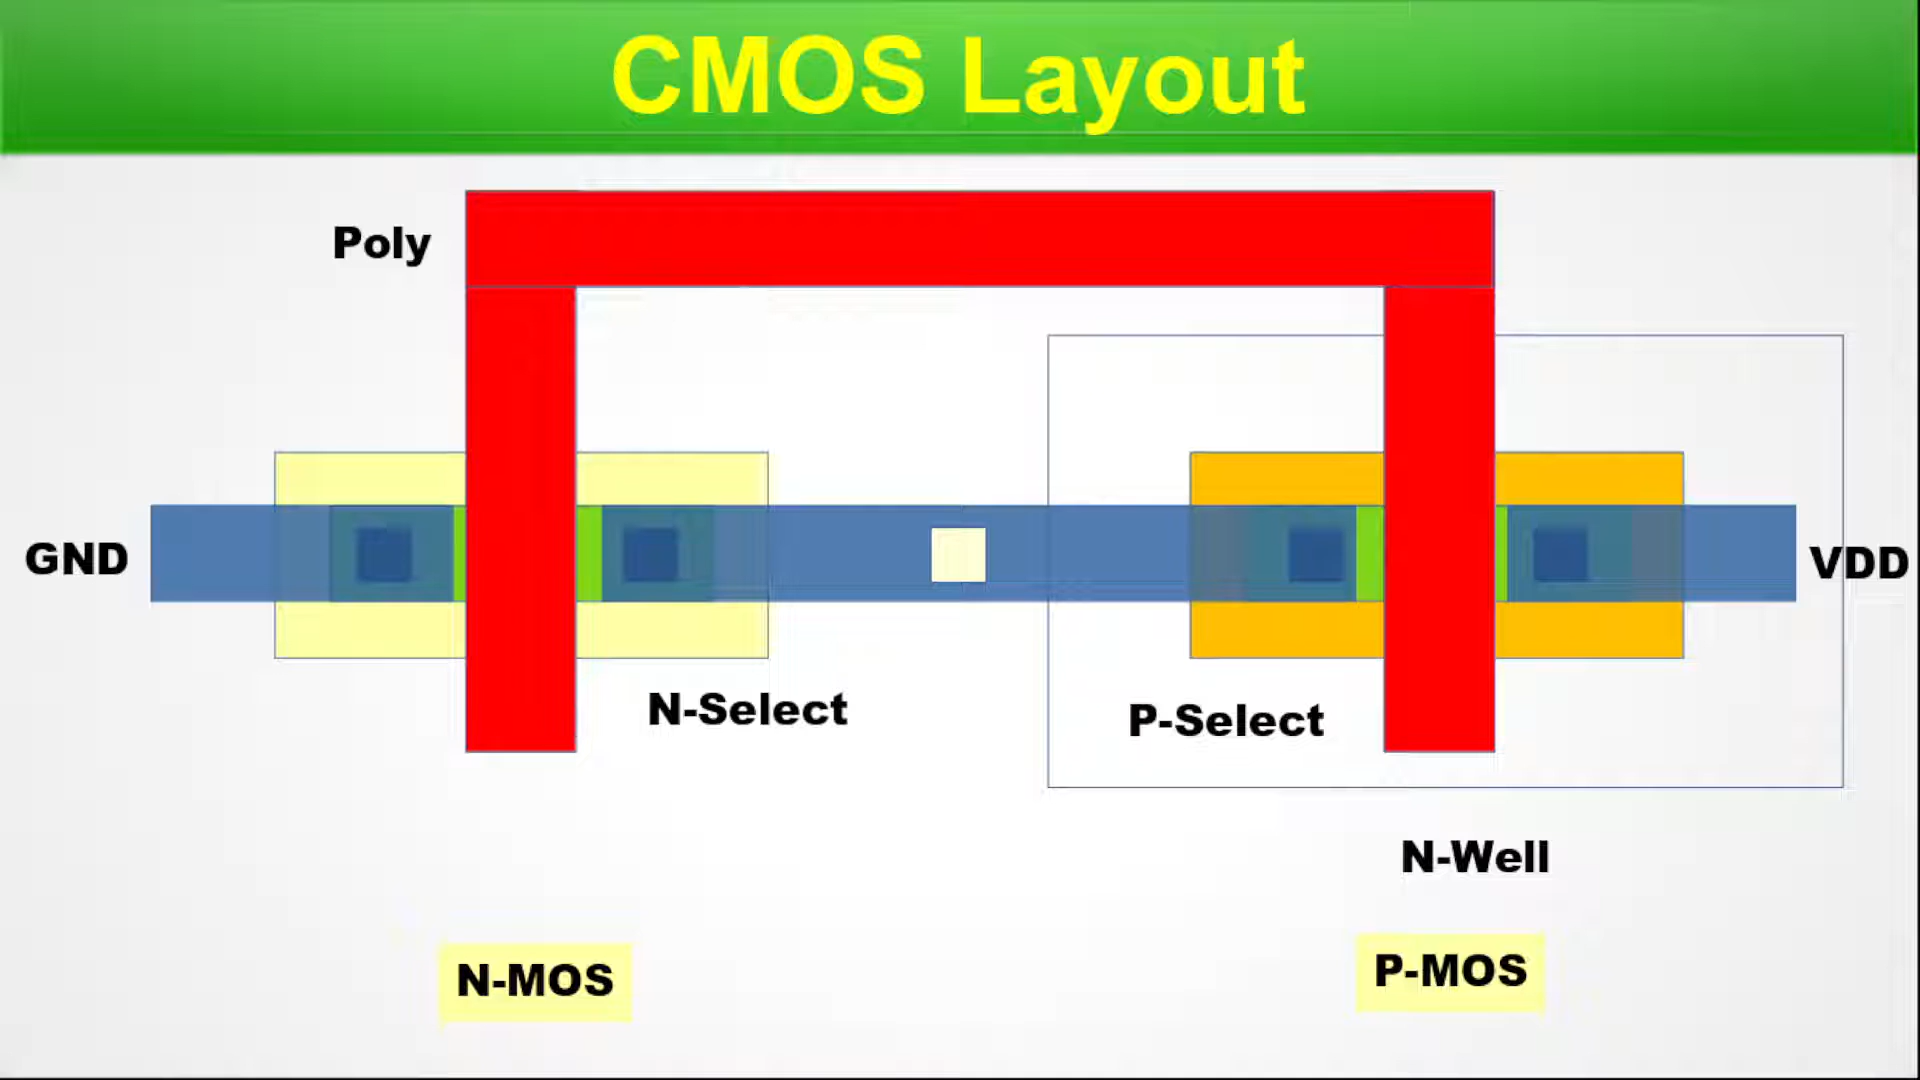 CMOS Layout
Poly
GND
VDD
N-Select
P-Select
N-Well
N-MOS
P-MOS